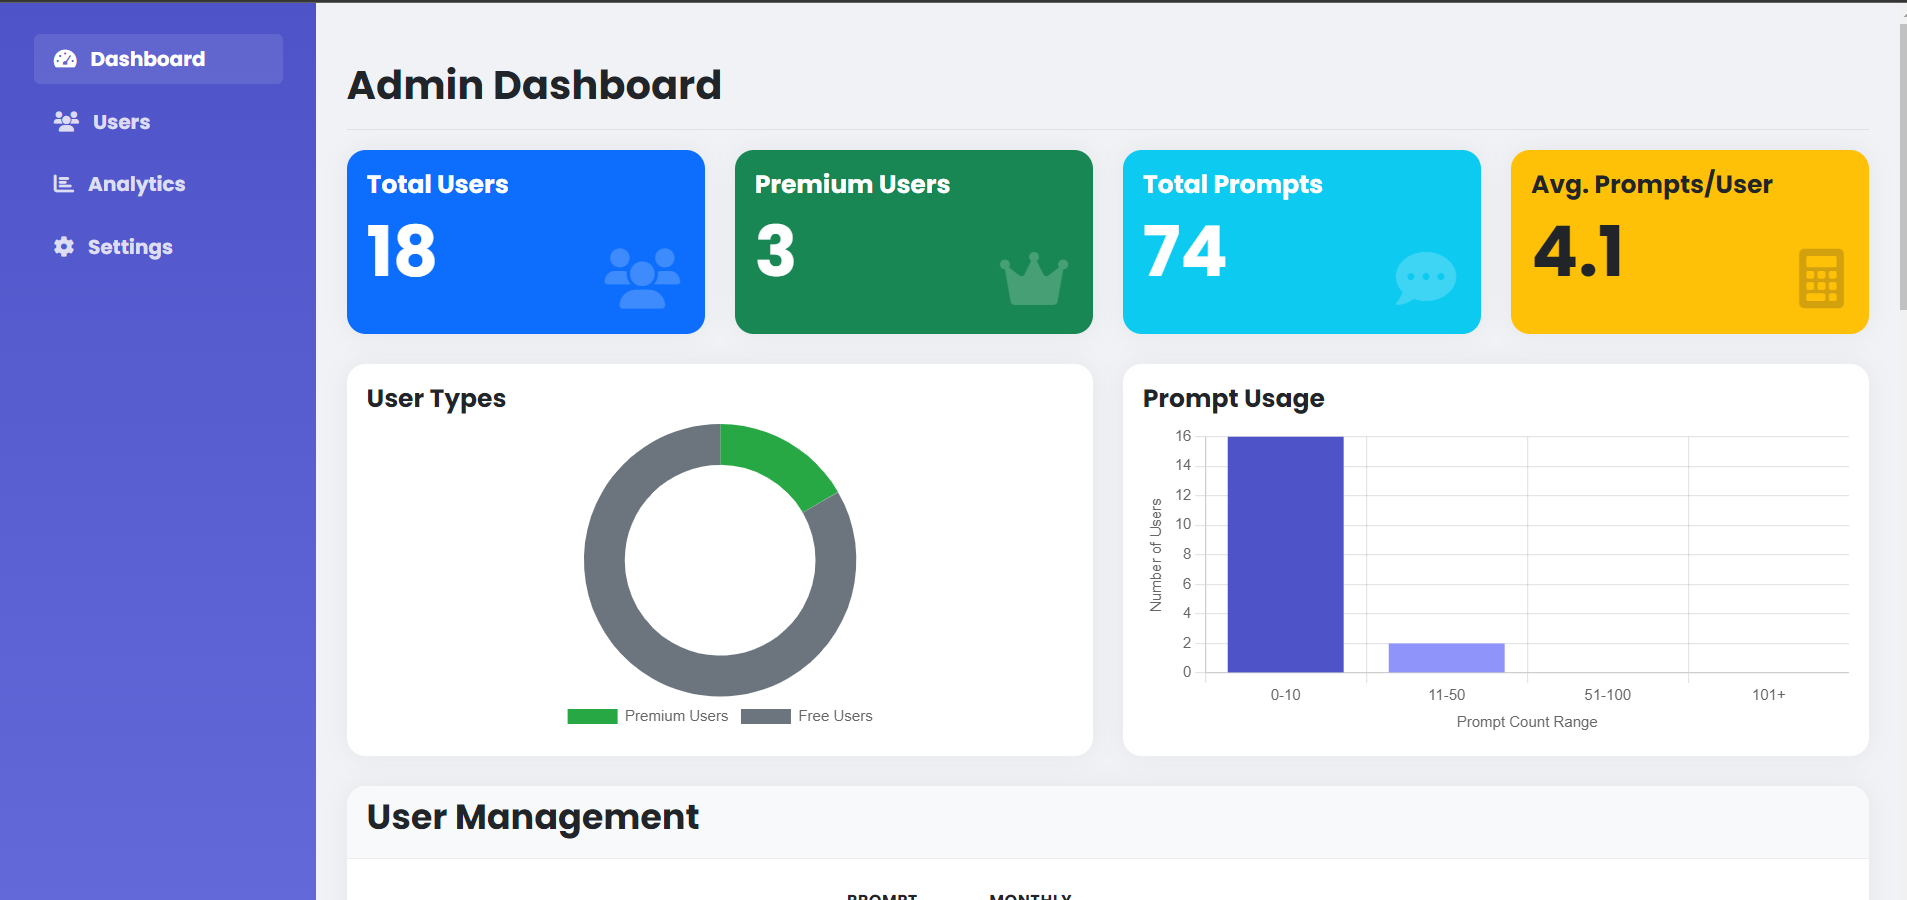 Dashboard
Users
Analytics
Settings
Admin Dashboard
Total Users
18
Premium Users
3
Total Prompts
74
Avg. Prompts/User
4.1
User Types
Premium Users
Free Users
Prompt Usage
Number of Users
16
14
12
10
8
6
4
2
0
0-10
11-50
51-100
101+
Prompt Count Range
User Management
PROMPT
MONTHLY